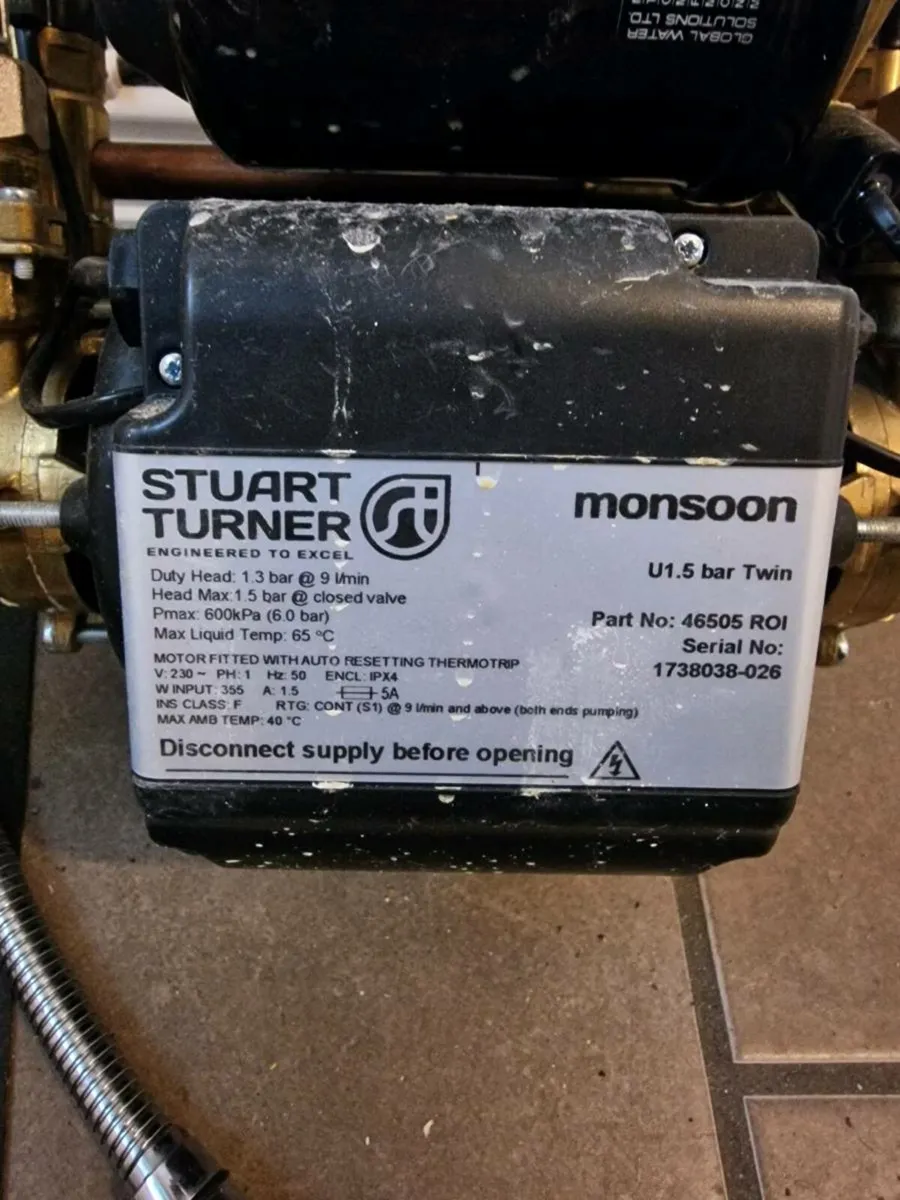 GLOBAL WATER
SOLUTIONS LTD.
STUART
TURNER
ENGINEERED TO EXCEL
monsoon
Duty Head: 1.3 bar @ 9 l/min
Head Max:1.5 bar @ closed valve
Pmax: 600kPa (6.0 bar)
Max Liquid Temp: 65 °C
U1.5 bar Twin
Part No: 46505 ROI
Serial No:
1738038-026
MOTOR FITTED WITH AUTO RESETTING THERMOTRIP
V: 230 ~ PH: 1 Hz: 50 ENCL: IPX4
W INPUT: 355 A: 1.5 5A
INS CLASS: F RTG: CONT (S1) @ 9 l/min and above (both ends pumping)
MAX AMB TEMP: 40 °C
Disconnect supply before opening